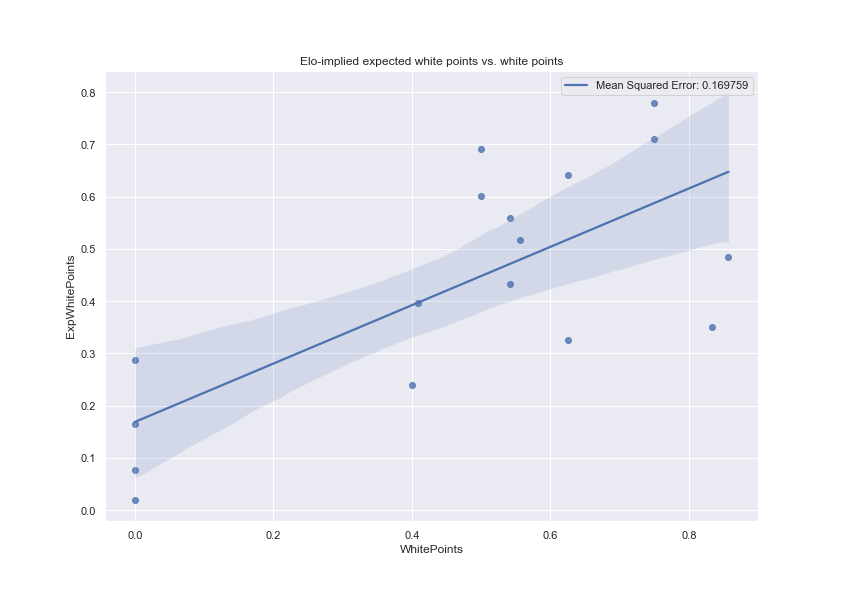 Elo-implied expected white points vs. white points
Mean Squared Error: 0.169759
0.8
0.7
0.6
0.5
0.4
0.3
0.2
0.1
0.0
ExpWhitePoints
0.0 0.2 0.4 0.6 0.8
WhitePoints